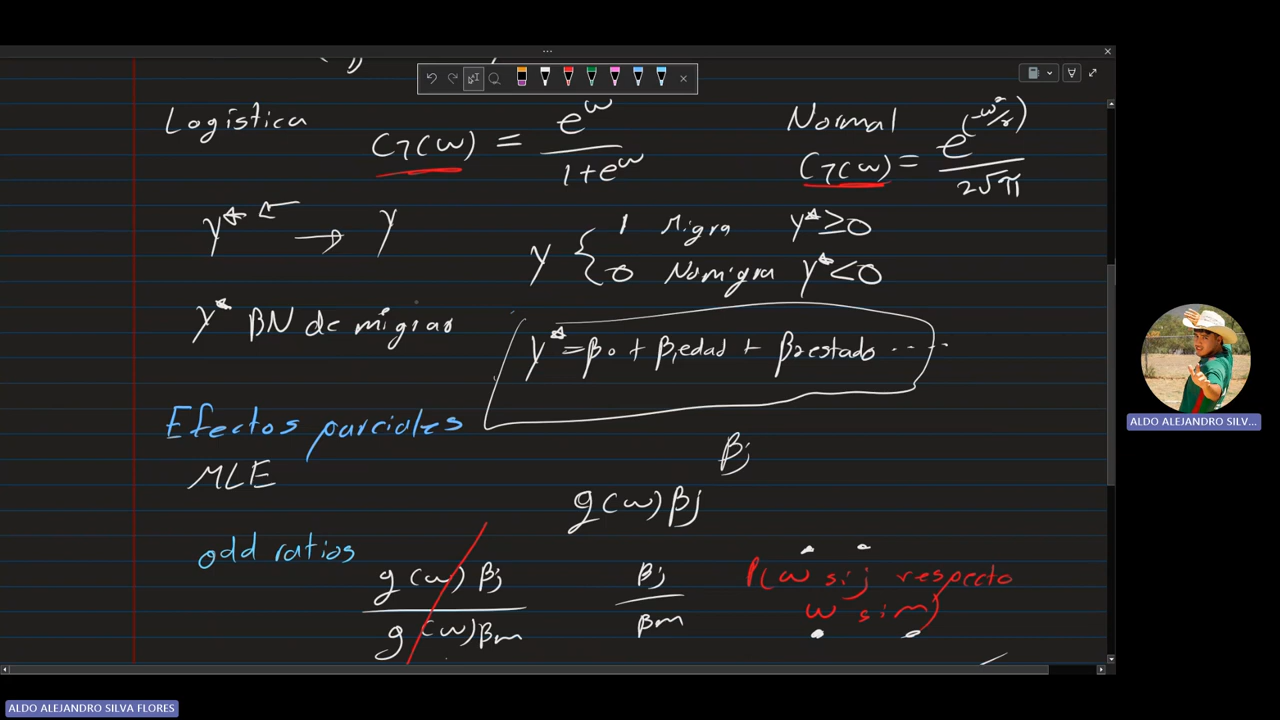 Logística
G(w) = e^w / 1+e^w
Normal
G(w) = e^(-w²/2) / 2√π
y* ← → y
y { 1 Migra y* ≥ 0
0 No migra y* < 0
y* BN de migrar
y* = β0 + β1edad + β2estado .....
Efectos parciales
βj
MLE
g(w)βj
odd ratios
g(w)βj / g(w)βm
βj / βm
P(w si j respecto
w si m)
ALDO ALEJANDRO SILV...
ALDO ALEJANDRO SILVA FLORES